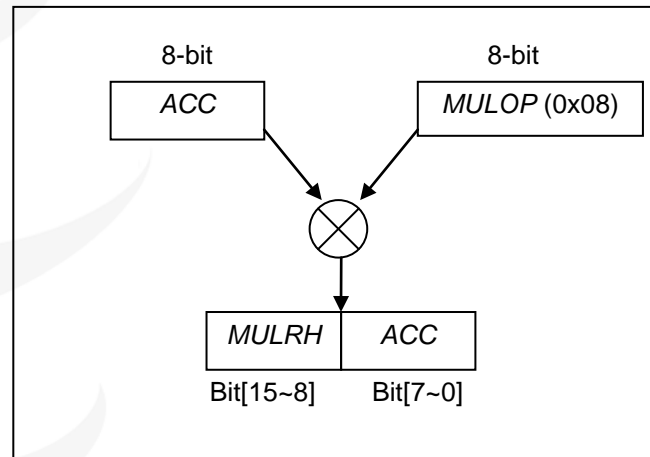 8-bit 8-bit
ACC MULOP (0x08)
MULRH ACC
Bit[15~8] Bit[7~0]